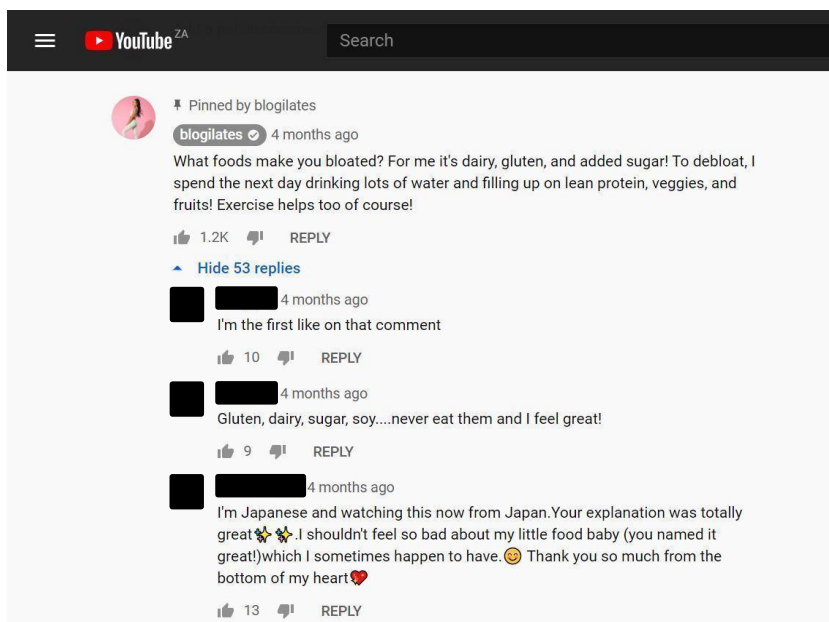 YouTube ZA
Search
Pinned by blogilates
blogilates 4 months ago
What foods make you bloated? For me it's dairy, gluten, and added sugar! To debloat, I
spend the next day drinking lots of water and filling up on lean protein, veggies, and
fruits! Exercise helps too of course!
1.2K REPLY
Hide 53 replies
4 months ago
I'm the first like on that comment
10 REPLY
4 months ago
Gluten, dairy, sugar, soy....never eat them and I feel great!
9 REPLY
4 months ago
I'm Japanese and watching this now from Japan.Your explanation was totally
great✨✨.I shouldn't feel so bad about my little food baby (you named it
great!)which I sometimes happen to have.😊 Thank you so much from the
bottom of my heart💖
13 REPLY